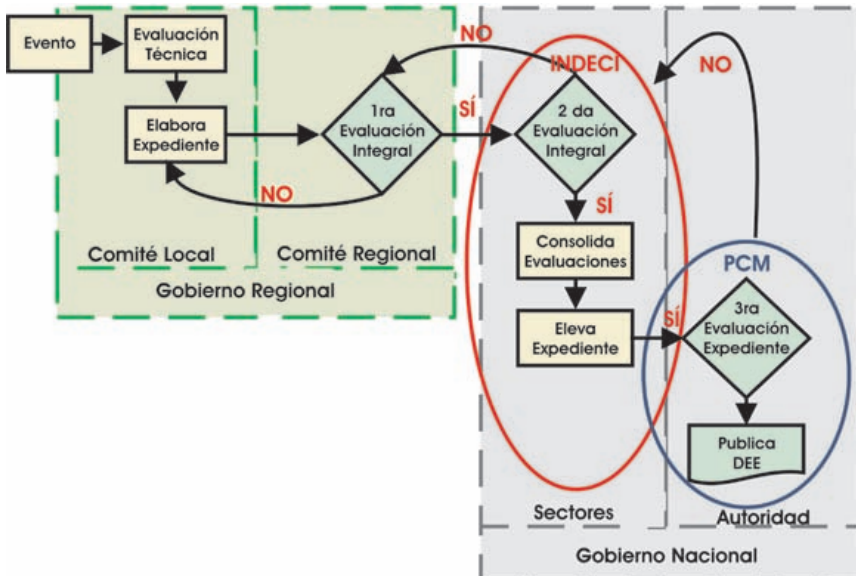 Evento
Evaluación
Técnica
Elabora
Expediente
NO
Comité Local
1ra
Evaluación
Integral
Comité Regional
Gobierno Regional
NO
SÍ
INDECI
2 da
Evaluación
Integral
SÍ
Consolida
Evaluaciones
Eleva
Expediente
Sectores
NO
PCM
SÍ
3ra
Evaluación
Expediente
Publica
DEE
Autoridad
Gobierno Nacional